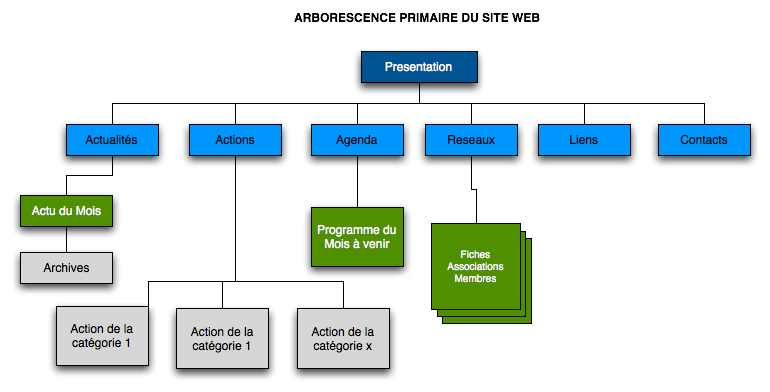 ARBORESCENCE PRIMAIRE DU SITE WEB
Presentation
Actualités
Actions
Agenda
Reseaux
Liens
Contacts
Actu du Mois
Archives
Programme du
Mois à venir
Fiches
Associations
Membres
Action de la
catégorie 1
Action de la
catégorie 1
Action de la
catégorie x